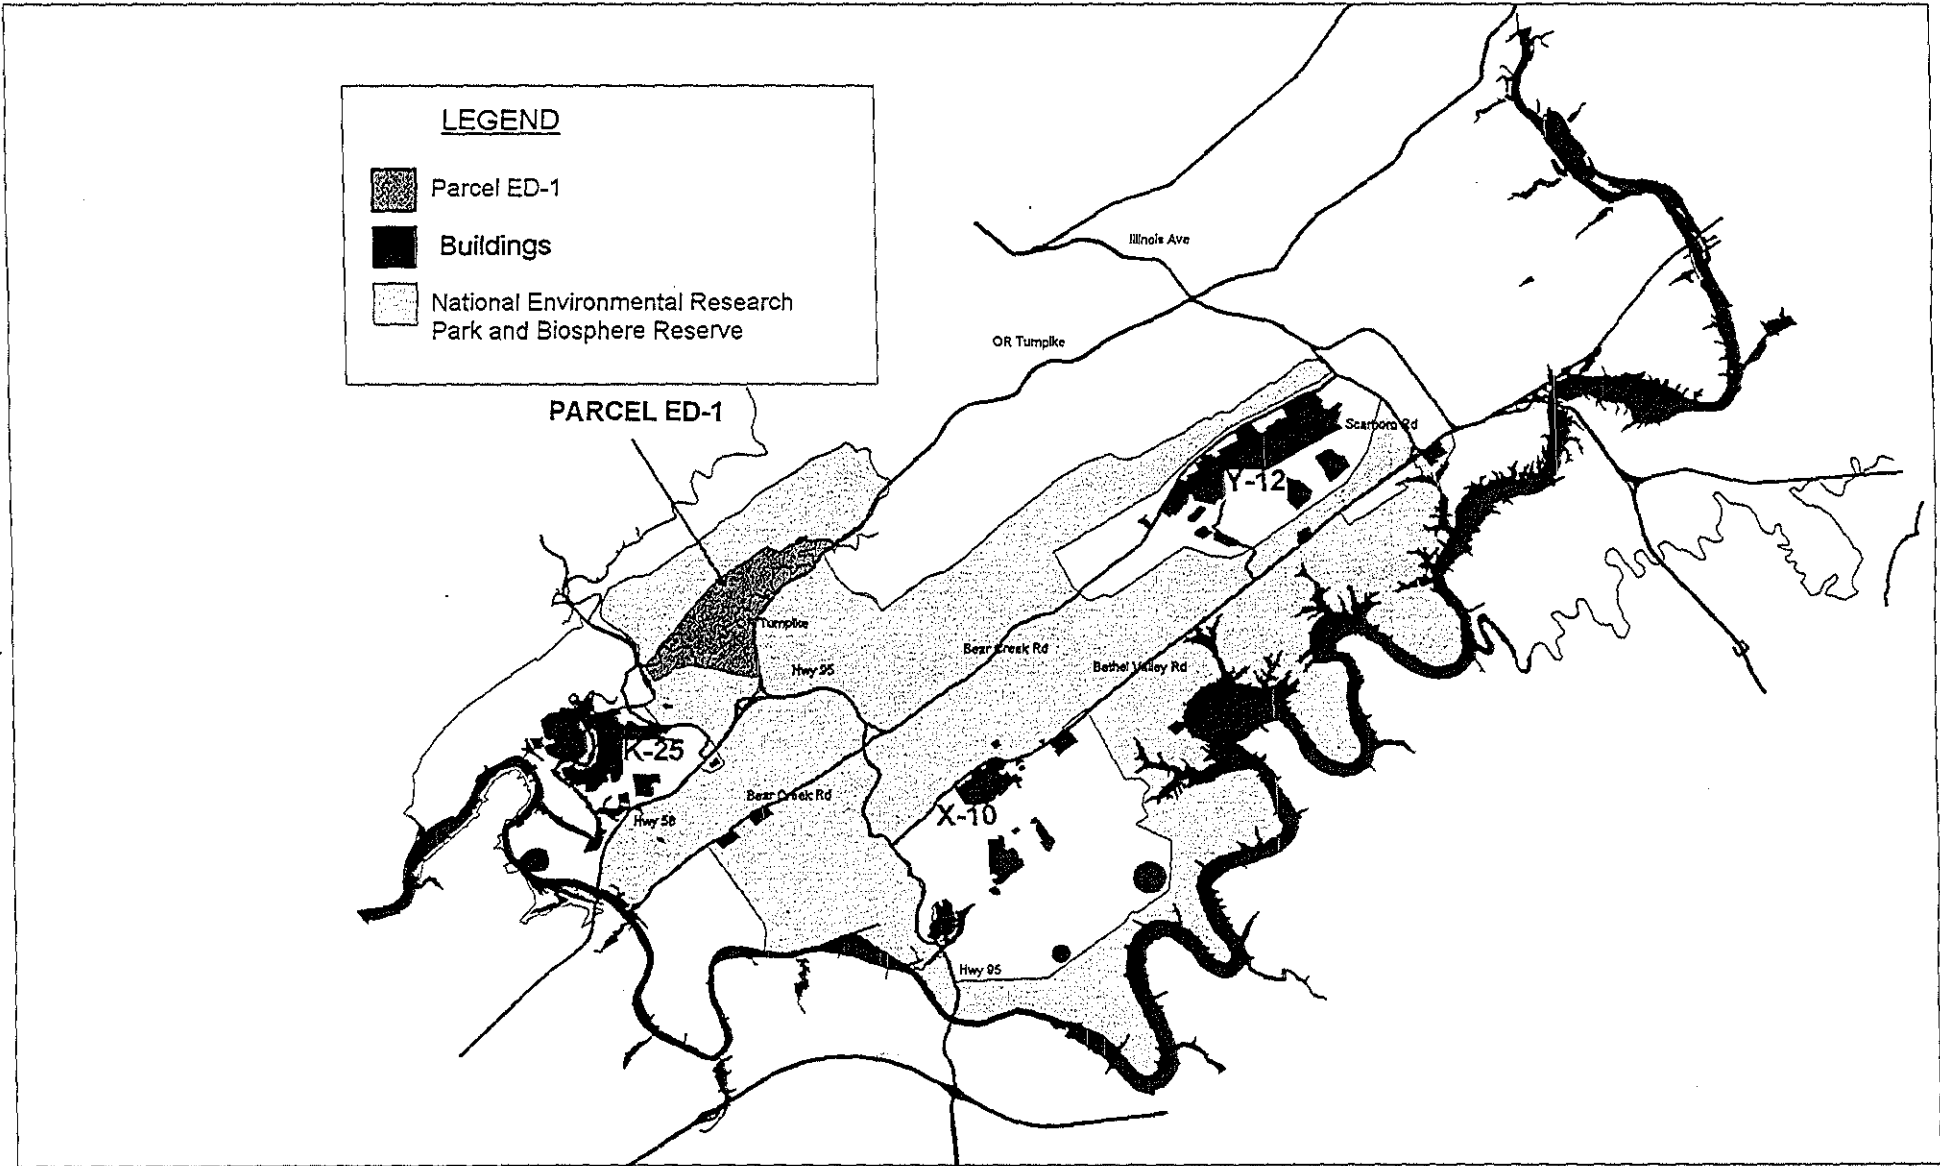 LEGEND
Parcel ED-1
Buildings
National Environmental Research
Park and Biosphere Reserve
PARCEL ED-1
Illinois Ave
OR Turnpike
Scarboro Rd
Y-12
Turnpike
Hwy 95
Bear Creek Rd
Bethel Valley Rd
K-25
Bear Creek Rd
Hwy 58
X-10
Hwy 95